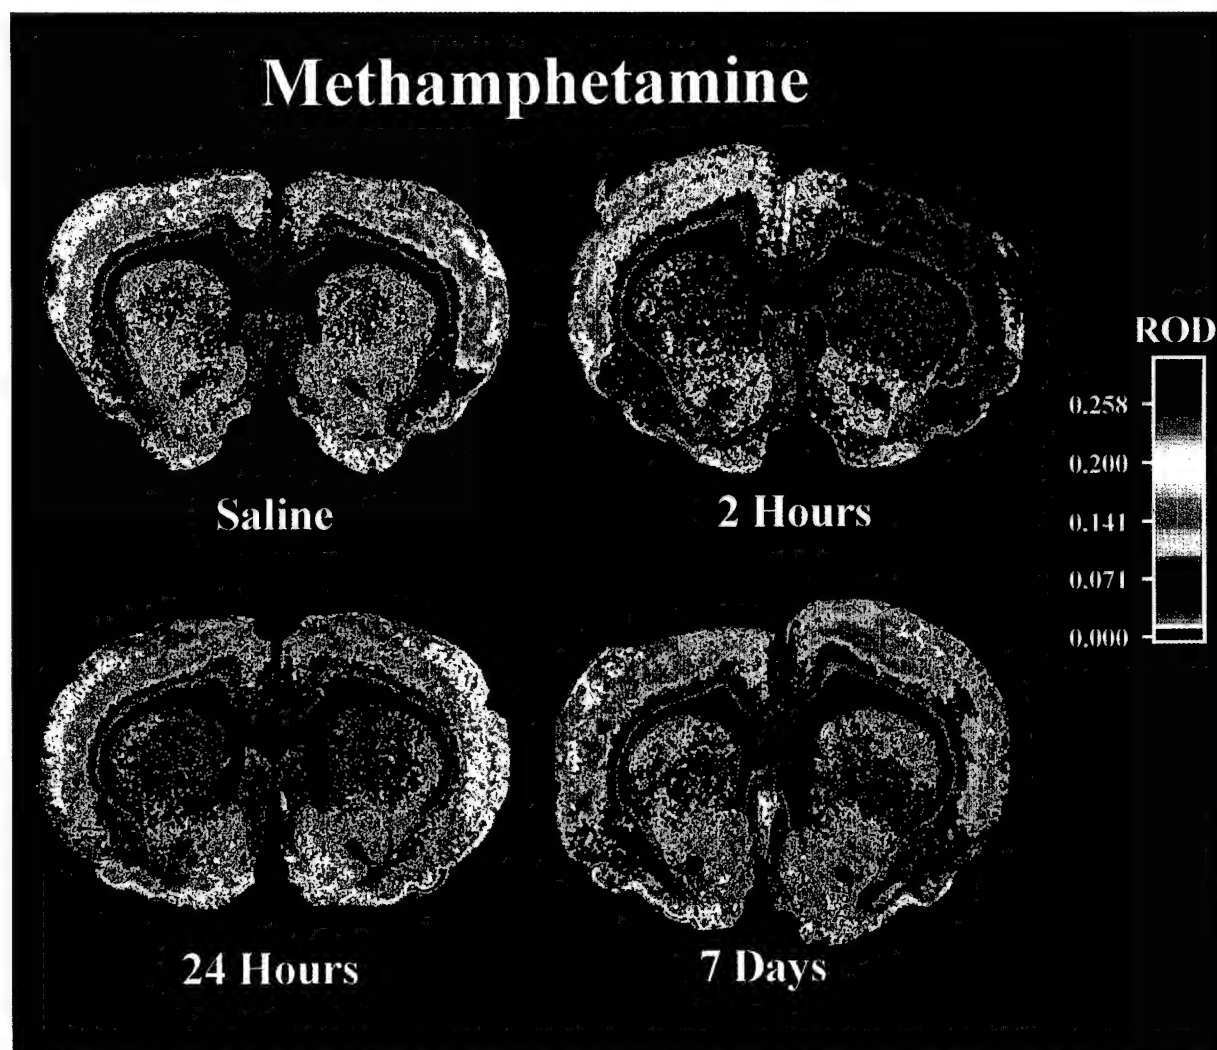 Methamphetamine
Saline
2 Hours
ROD
0.258
0.200
0.141
0.071
0.000
24 Hours
7 Days